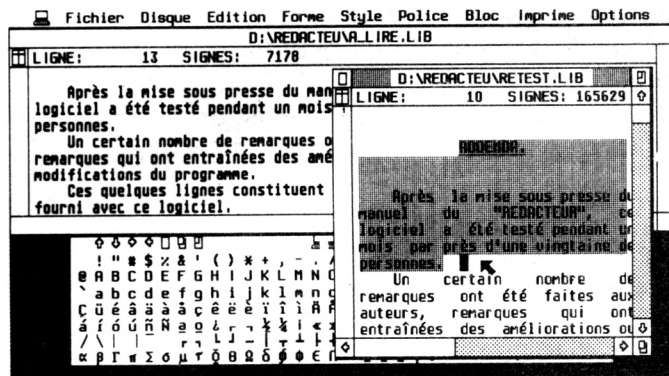 Fichier Disque Edition Forme Style Police Bloc Imprime Options
D:\REDACTEU\A_LIRE.LIB
LIGNE: 13 SIGNES: 7178
Après la mise sous presse du man
logiciel a été testé pendant un mois
personnes.
Un certain nombre de remarques o
remarques qui ont entraînées des amé
modifications du programme.
Ces quelques lignes constituent
fourni avec ce logiciel.
D:\REDACTEU\RETEST.LIB
LIGNE: 10 SIGNES: 165629
ADDENDA.
Après la mise sous presse du
manuel du "REDACTEUR", ce
logiciel a été testé pendant un
mois par près d'une vingtaine de
personnes.
Un certain nombre de
remarques ont été faites aux
auteurs, remarques qui ont
entraînées des améliorations ou
! " # $ % & ' ( ) * + , - . /
@ A B C D E F G H I J K L M N O
` a b c d e f g h i j k l m n o
Ç ü é â ä à å ç ê ë è ï î ì Ä
á í ó ú ñ Ñ